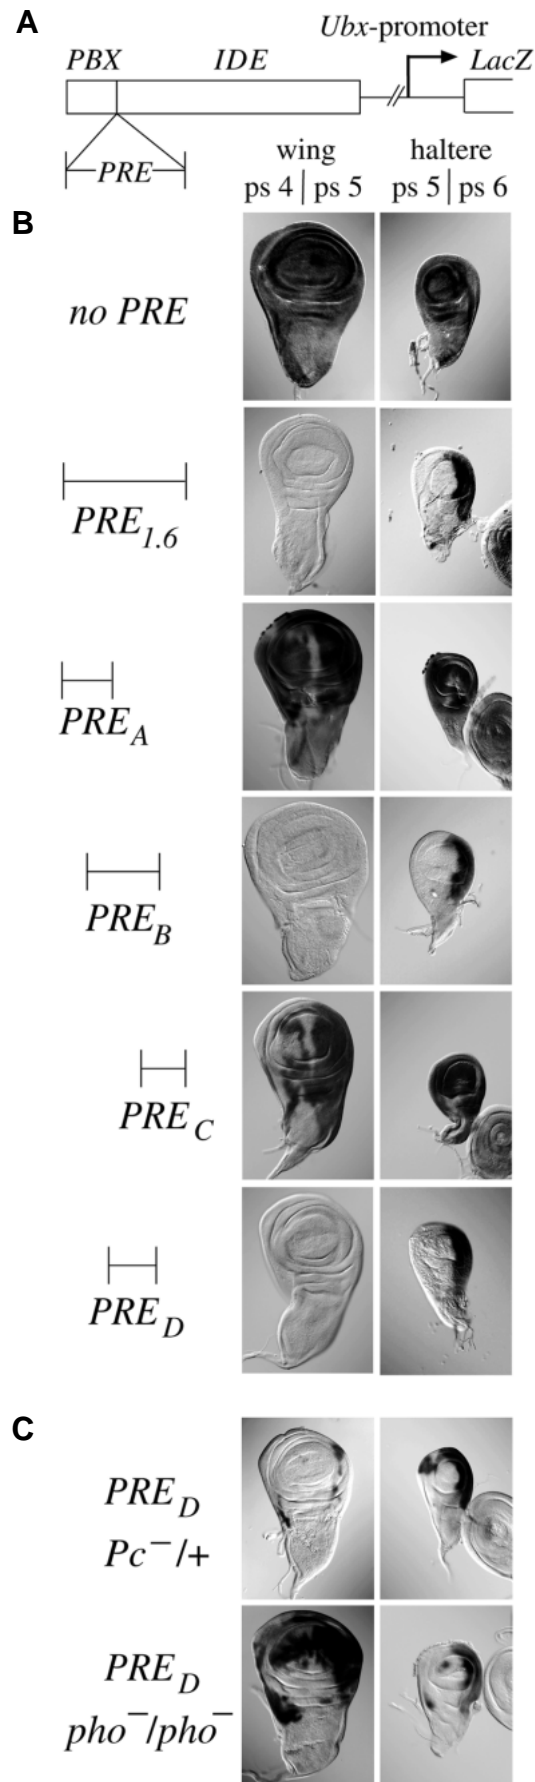 A
Ubx-promoter
PBX IDE LacZ
PRE
wing haltere
ps 4 | ps 5 ps 5 | ps 6
B
no PRE
PRE1.6
PREA
PREB
PREC
PRED
C
PRED
Pc−/+
PRED
pho−/pho−